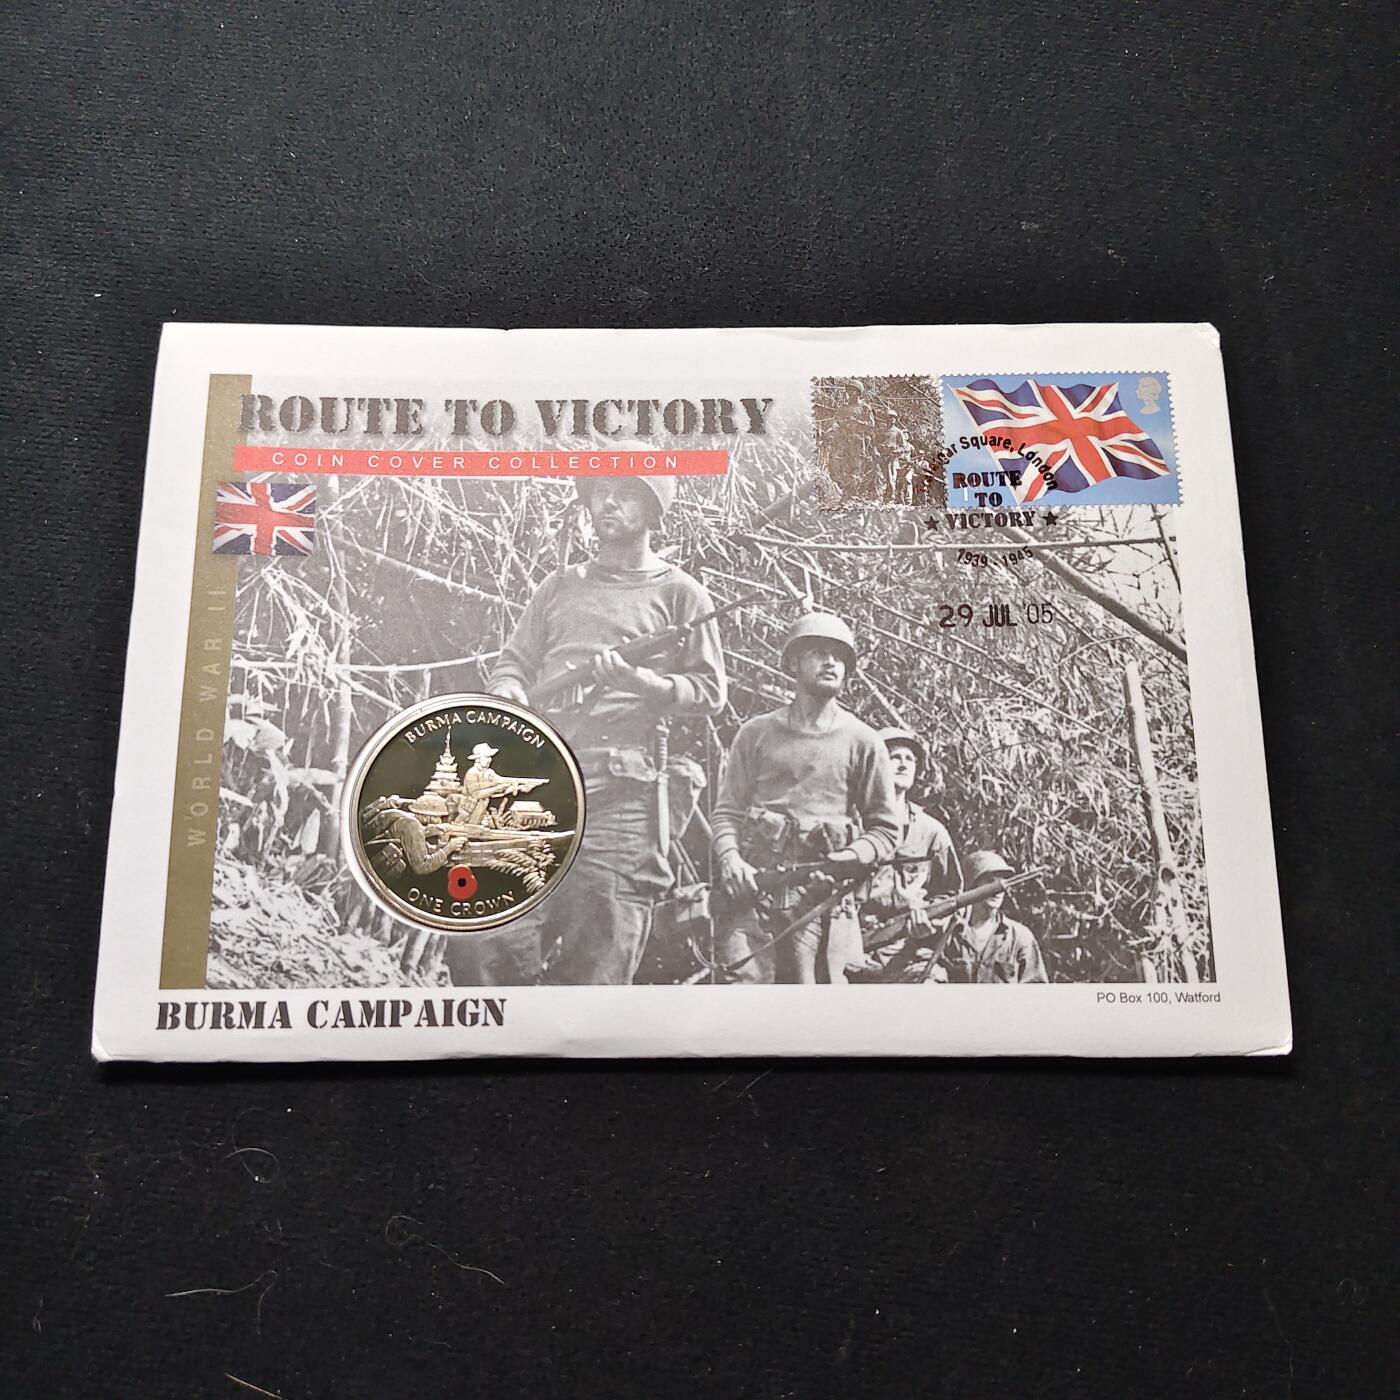 ROUTE TO VICTORY
COIN COVER COLLECTION
WORLD WAR II
Square, London
ROUTE
TO
★ VICTORY ★
1939 - 1945
29 JUL '05
BURMA CAMPAIGN
ONE CROWN
BURMA CAMPAIGN
PO Box 100, Watford